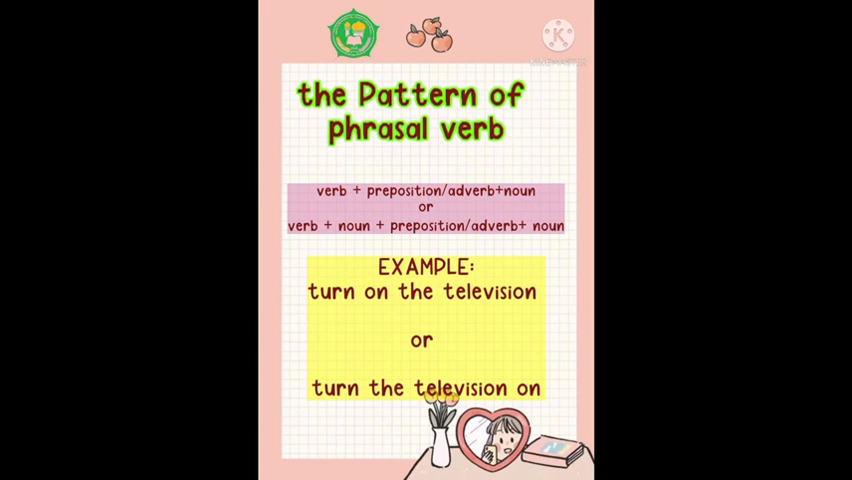 the Pattern of
phrasal verb
verb + preposition/adverb+noun
or
verb + noun + preposition/adverb+ noun
EXAMPLE:
turn on the television
or
turn the television on
K
KINEMASTER